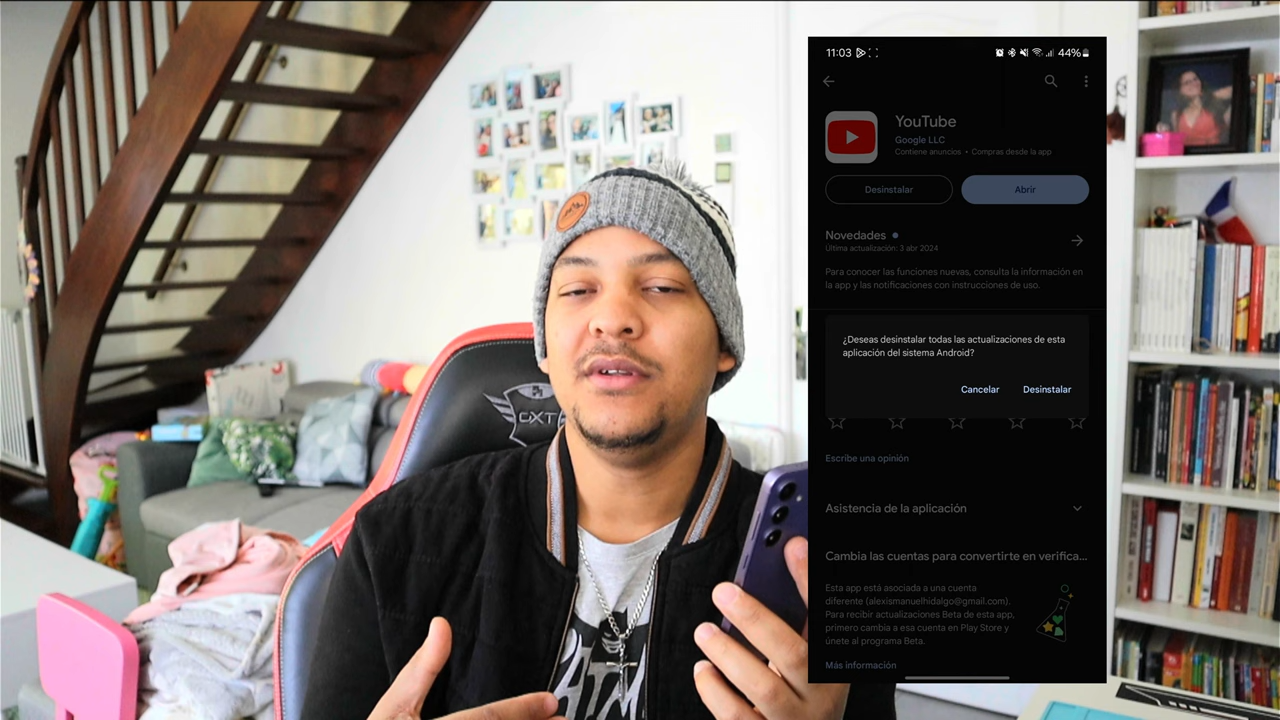 11:03
44%
YouTube
Google LLC
Contiene anuncios • Compras desde la app
Desinstalar
Abrir
Novedades
Última actualización: 3 abr 2024
Para conocer las funciones nuevas, consulta la información en
la app y las notificaciones con instrucciones de uso.
¿Deseas desinstalar todas las actualizaciones de esta
aplicación del sistema Android?
Cancelar
Desinstalar
Escribe una opinión
Asistencia de la aplicación
Cambia las cuentas para convertirte en verifica...
Esta app está asociada a una cuenta
diferente (alexismanuelhidalgo@gmail.com).
Para recibir actualizaciones Beta de esta app,
primero cambia a esa cuenta en Play Store y
únete al programa Beta.
Más información
GXT